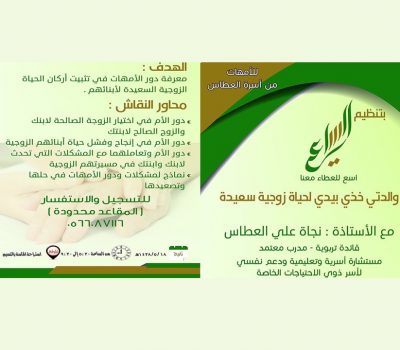 للأمهات
من أسرة العطاس
بتنظيم
اسع للعطاء معنا
والدتي خذي بيدي لحياة زوجية سعيدة
مع الأستاذة : نجاة علي العطاس
قائدة تربوية - مدرب معتمد
مستشارة أسرية وتعليمية ودعم نفسي
لأسر ذوي الاحتياجات الخاصة
الهدف :
معرفة دور الأمهات في تثبيت أركان الحياة
الزوجية السعيدة لأبنائهم .
محاور النقاش :
دور الأم في اختيار الزوجة الصالحة لابنك
والزوج الصالح لابنتك
دور الأم في إنجاح وفشل حياة أبنائهم الزوجية
دور الأم وتعاملهما مع المشكلات التي تحدث
لابنك وابنتك في مسيرتهم الزوجية
نماذج لمشكلات ودور الأمهات في حلها
وتصعيدها
للتسجيل والاستفسار
( المقاعد محدودة )